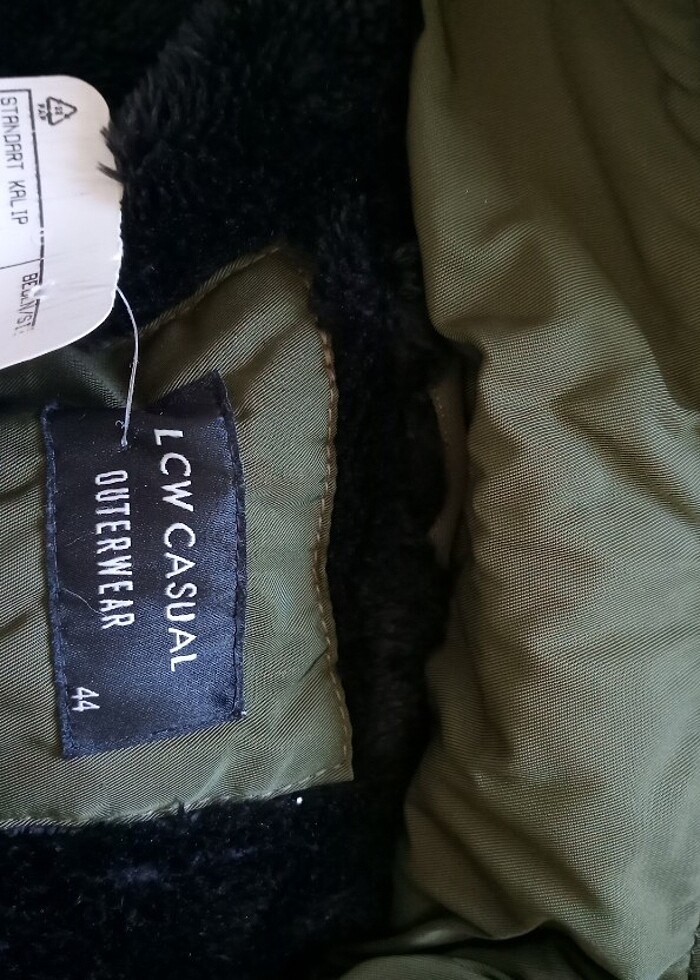 STANDART KALIP
LCW CASUAL
OUTERWEAR
44